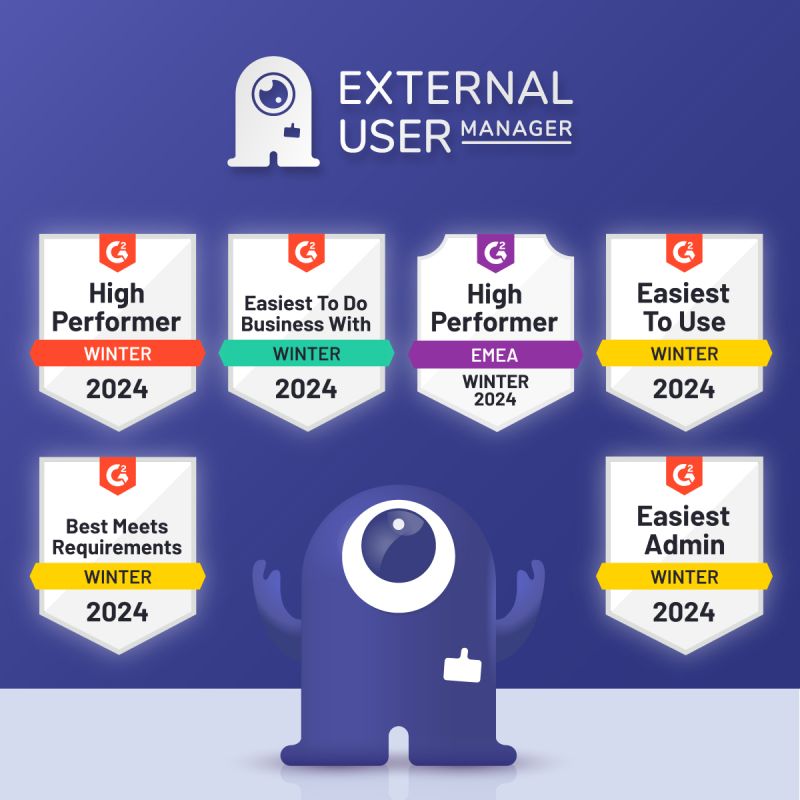 EXTERNAL
USER MANAGER
G2
High
Performer
WINTER
2024
G2
Easiest To Do
Business With
WINTER
2024
G2
High
Performer
EMEA
WINTER
2024
G2
Easiest
To Use
WINTER
2024
G2
Best Meets
Requirements
WINTER
2024
G2
Easiest
Admin
WINTER
2024